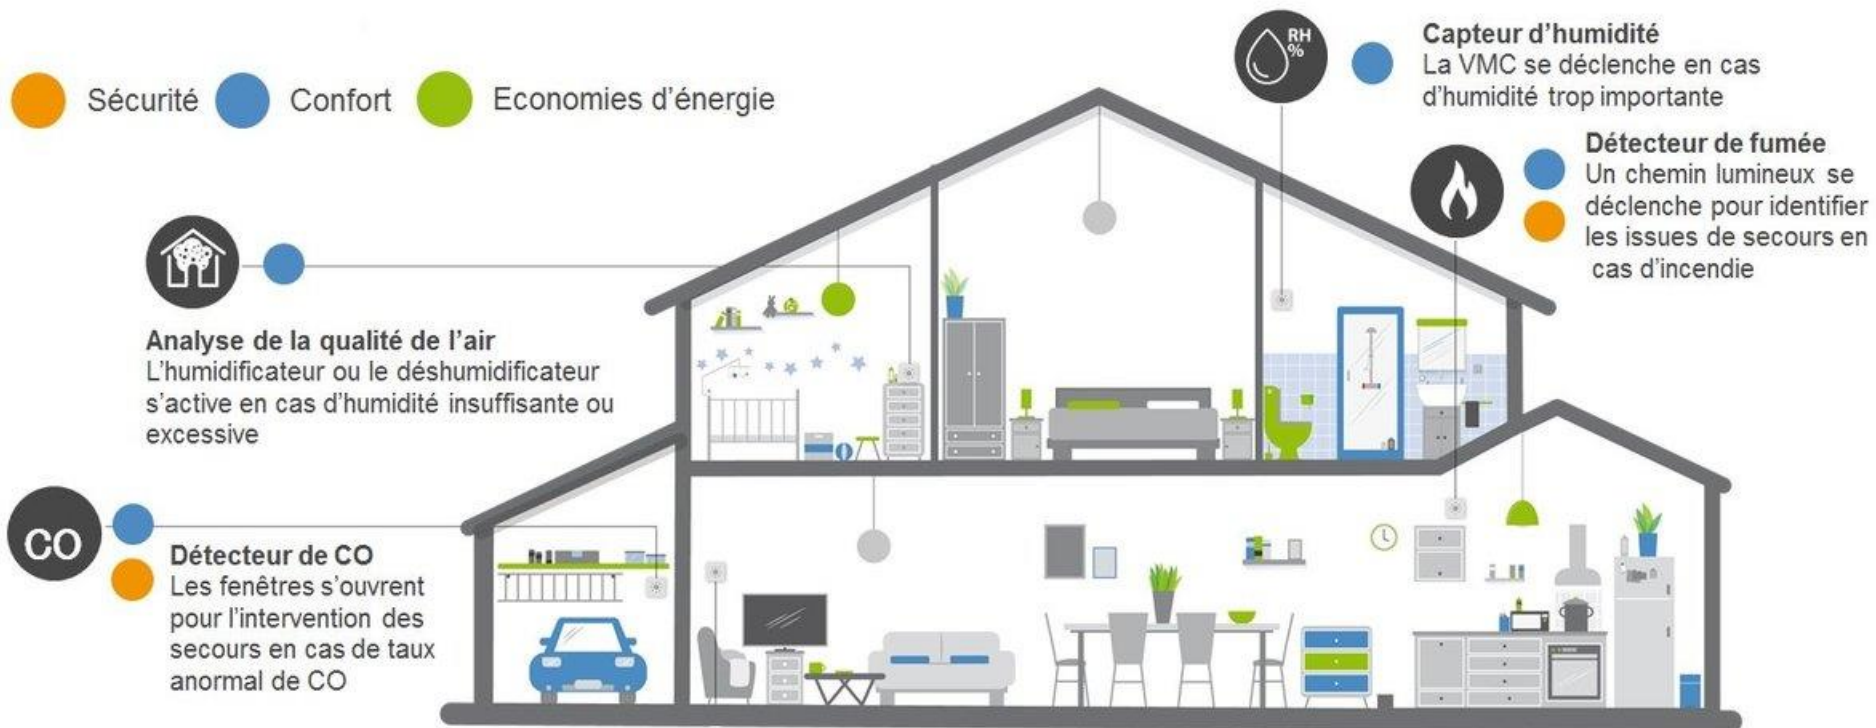 Sécurité
Confort
Economies d’énergie
RH
%
Capteur d’humidité
La VMC se déclenche en cas
d’humidité trop importante
Détecteur de fumée
Un chemin lumineux se
déclenche pour identifier
les issues de secours en
cas d’incendie
Analyse de la qualité de l’air
L’humidificateur ou le déshumidificateur
s’active en cas d’humidité insuffisante ou
excessive
CO
Détecteur de CO
Les fenêtres s’ouvrent
pour l’intervention des
secours en cas de taux
anormal de CO